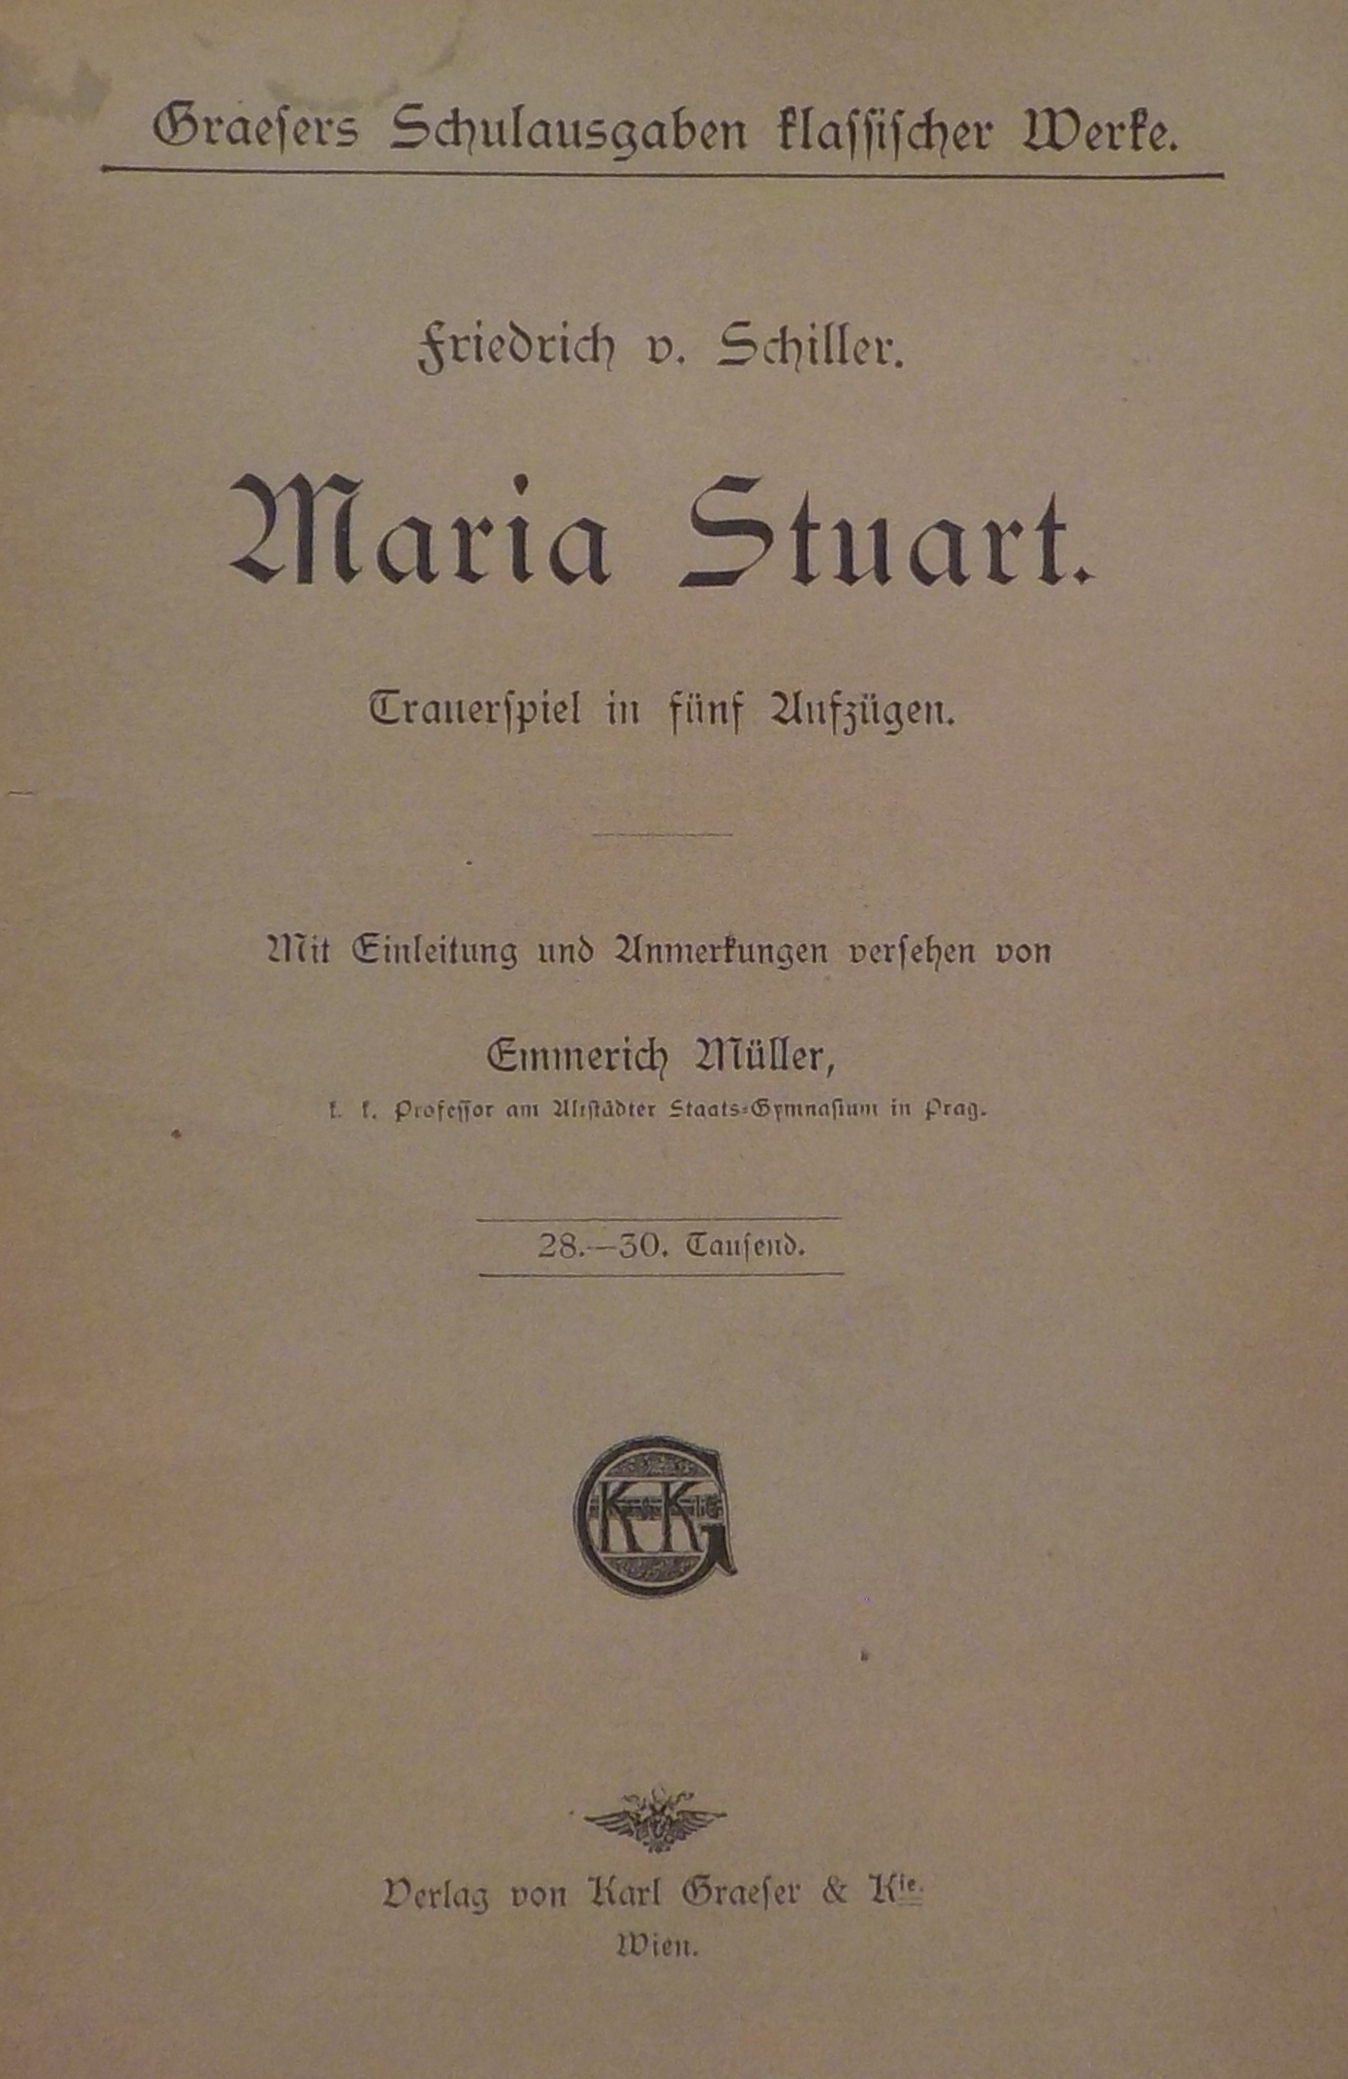 Graeſers Schulausgaben klaſſiſcher Werke.
Friedrich v. Schiller.
Maria Stuart.
Trauerſpiel in fünf Aufzügen.
Mit Einleitung und Anmerkungen verſehen von
Emmerich Müller,
k. k. Profeſſor am Altſtädter Staats-Gymnaſium in Prag.
28.—30. Tauſend.
G K K
Verlag von Karl Graeſer & Kie.
Wien.